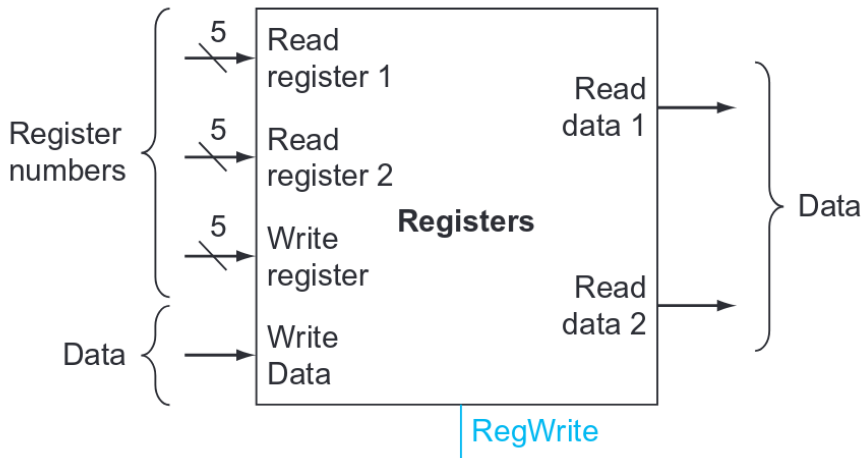 Register
numbers
5
Read
register 1
5
Read
register 2
5
Write
register
Data
Write
Data
Registers
Read
data 1
Read
data 2
Data
RegWrite